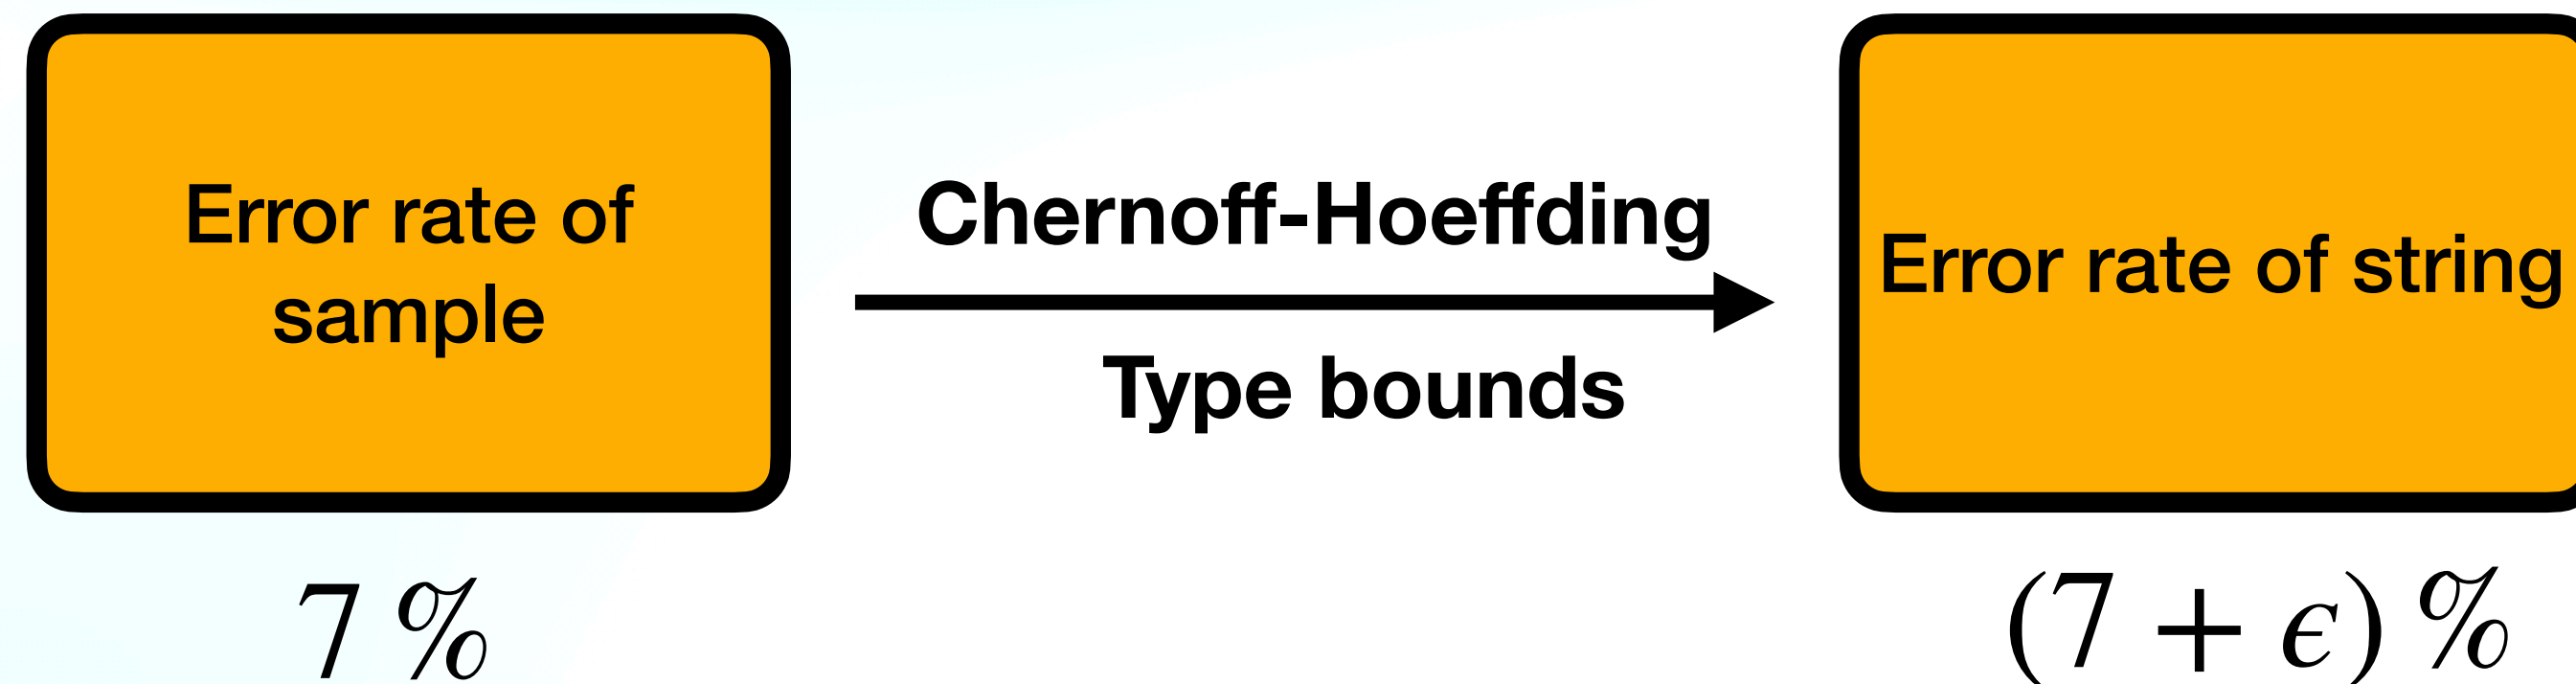 Error rate of
sample
Chernoff-Hoeffding
Type bounds
Error rate of string
7 %
(7 + ϵ) %